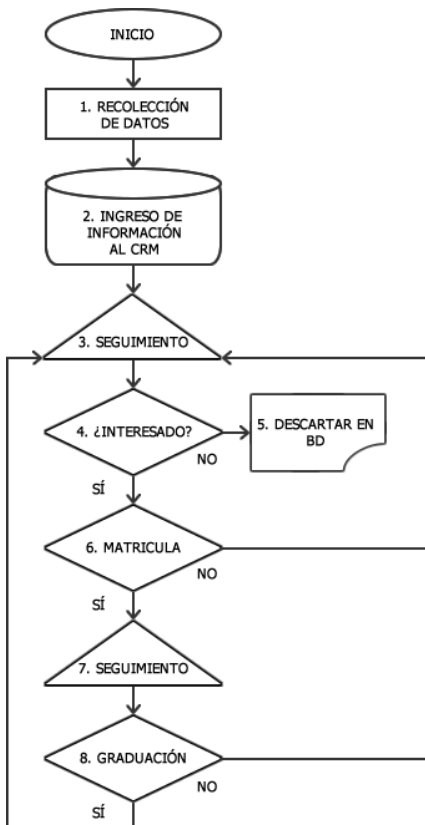 INICIO
1. RECOLECCIÓN
DE DATOS
2. INGRESO DE
INFORMACIÓN
AL CRM
3. SEGUIMIENTO
4. ¿INTERESADO?
5. DESCARTAR EN
BD
NO
SÍ
6. MATRICULA
NO
SÍ
7. SEGUIMIENTO
8. GRADUACIÓN
NO
SÍ